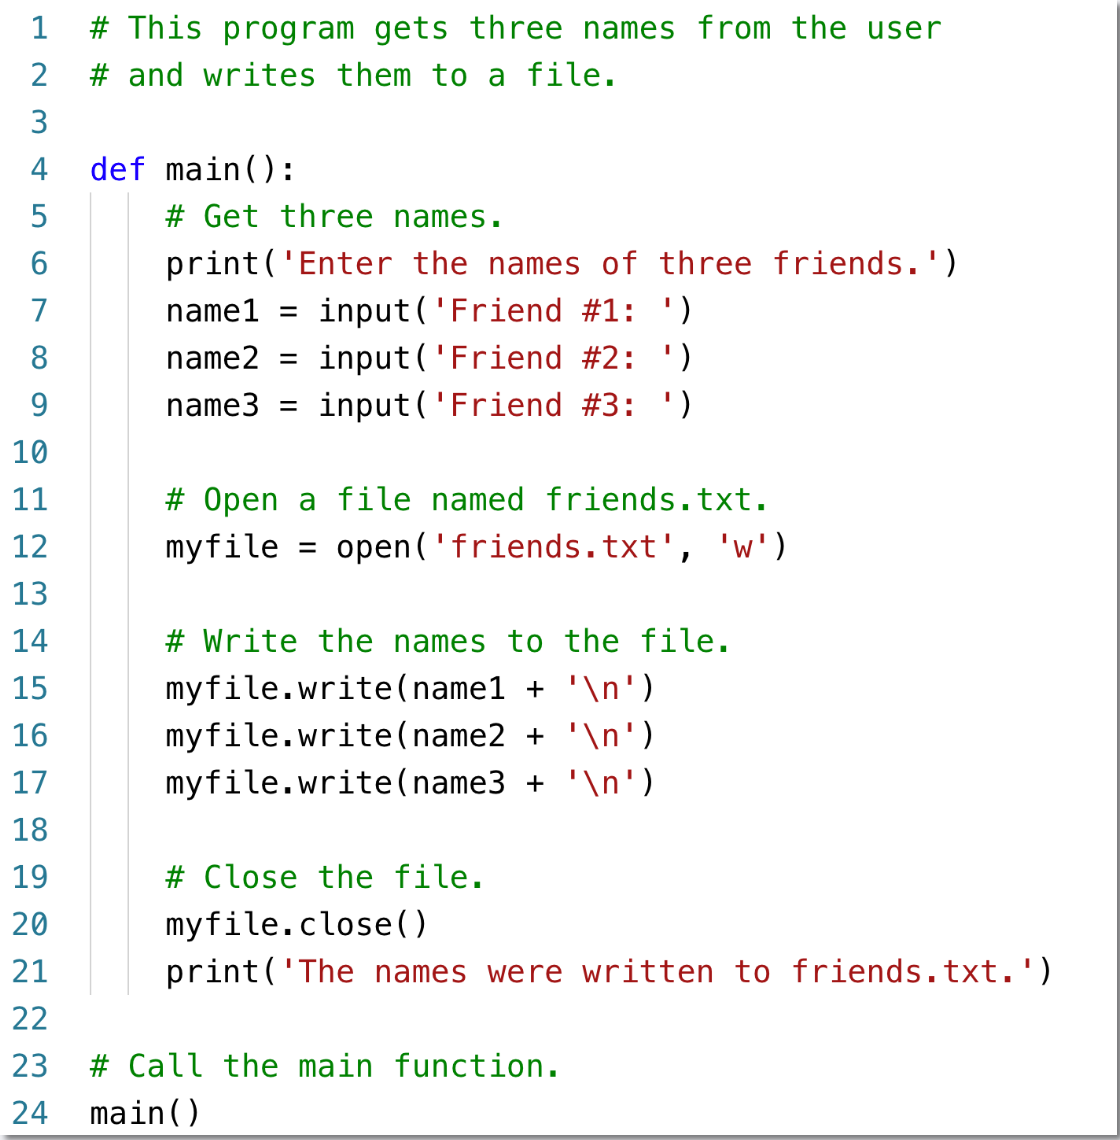 1 # This program gets three names from the user
2 # and writes them to a file.
3
4 def main():
5     # Get three names.
6     print('Enter the names of three friends.')
7     name1 = input('Friend #1: ')
8     name2 = input('Friend #2: ')
9     name3 = input('Friend #3: ')
10
11     # Open a file named friends.txt.
12     myfile = open('friends.txt', 'w')
13
14     # Write the names to the file.
15     myfile.write(name1 + '\n')
16     myfile.write(name2 + '\n')
17     myfile.write(name3 + '\n')
18
19     # Close the file.
20     myfile.close()
21     print('The names were written to friends.txt.')
22
23 # Call the main function.
24 main()